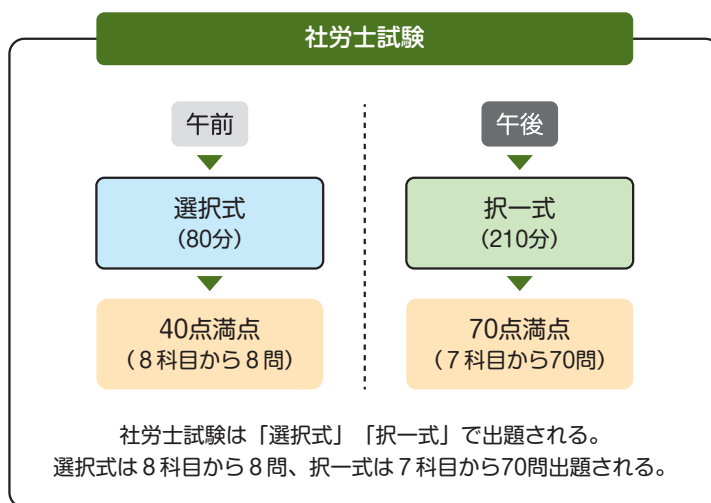 社労士試験
午前
選択式
(80分)
40点満点
(8科目から8問)
午後
択一式
(210分)
70点満点
(7科目から70問)
社労士試験は「選択式」「択一式」で出題される。
選択式は8科目から8問、択一式は7科目から70問出題される。